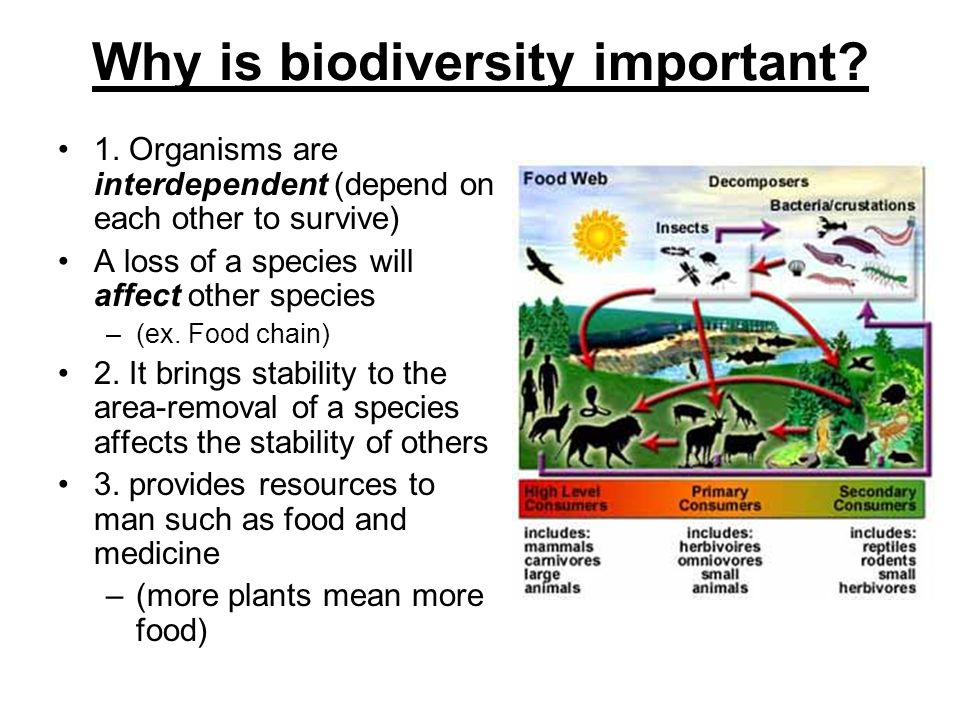 Why is biodiversity important?
• 1. Organisms are
interdependent (depend on
each other to survive)
• A loss of a species will
affect other species
– (ex. Food chain)
• 2. It brings stability to the
area-removal of a species
affects the stability of others
• 3. provides resources to
man such as food and
medicine
– (more plants mean more
food)
Food Web
Decomposers
Bacteria/crustations
Insects
High Level
Consumers
includes:
mammals
carnivores
large
animals
Primary
Consumers
includes:
herbivoires
omniovores
small
animals
Secondary
Consumers
includes:
reptiles
rodents
small
herbivores